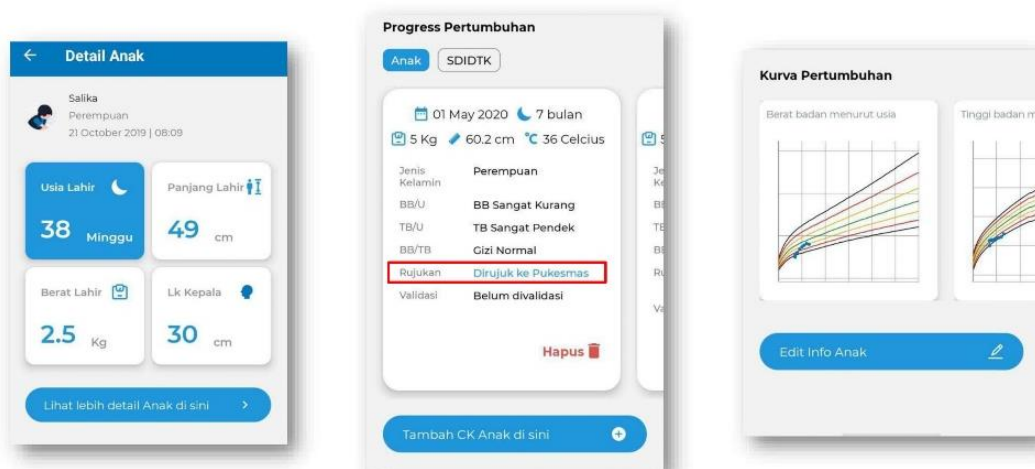 Detail Anak
Salika
Perempuan
21 October 2019 | 08:09
Usia Lahir
38 Minggu
Panjang Lahir
49 cm
Berat Lahir
2.5 Kg
Lk Kepala
30 cm
Lihat lebih detail Anak di sini
Progress Pertumbuhan
Anak
SDIDTK
01 May 2020 7 bulan
5 Kg 60.2 cm °C 36 Celcius
Jenis Kelamin Perempuan
BB/U BB Sangat Kurang
TB/U TB Sangat Pendek
BB/TB Gizi Normal
Rujukan Dirujuk ke Pukesmas
Validasi Belum divalidasi
Hapus
Tambah CK Anak di sini
Kurva Pertumbuhan
Berat badan menurut usia
Tinggi badan m
Edit Info Anak